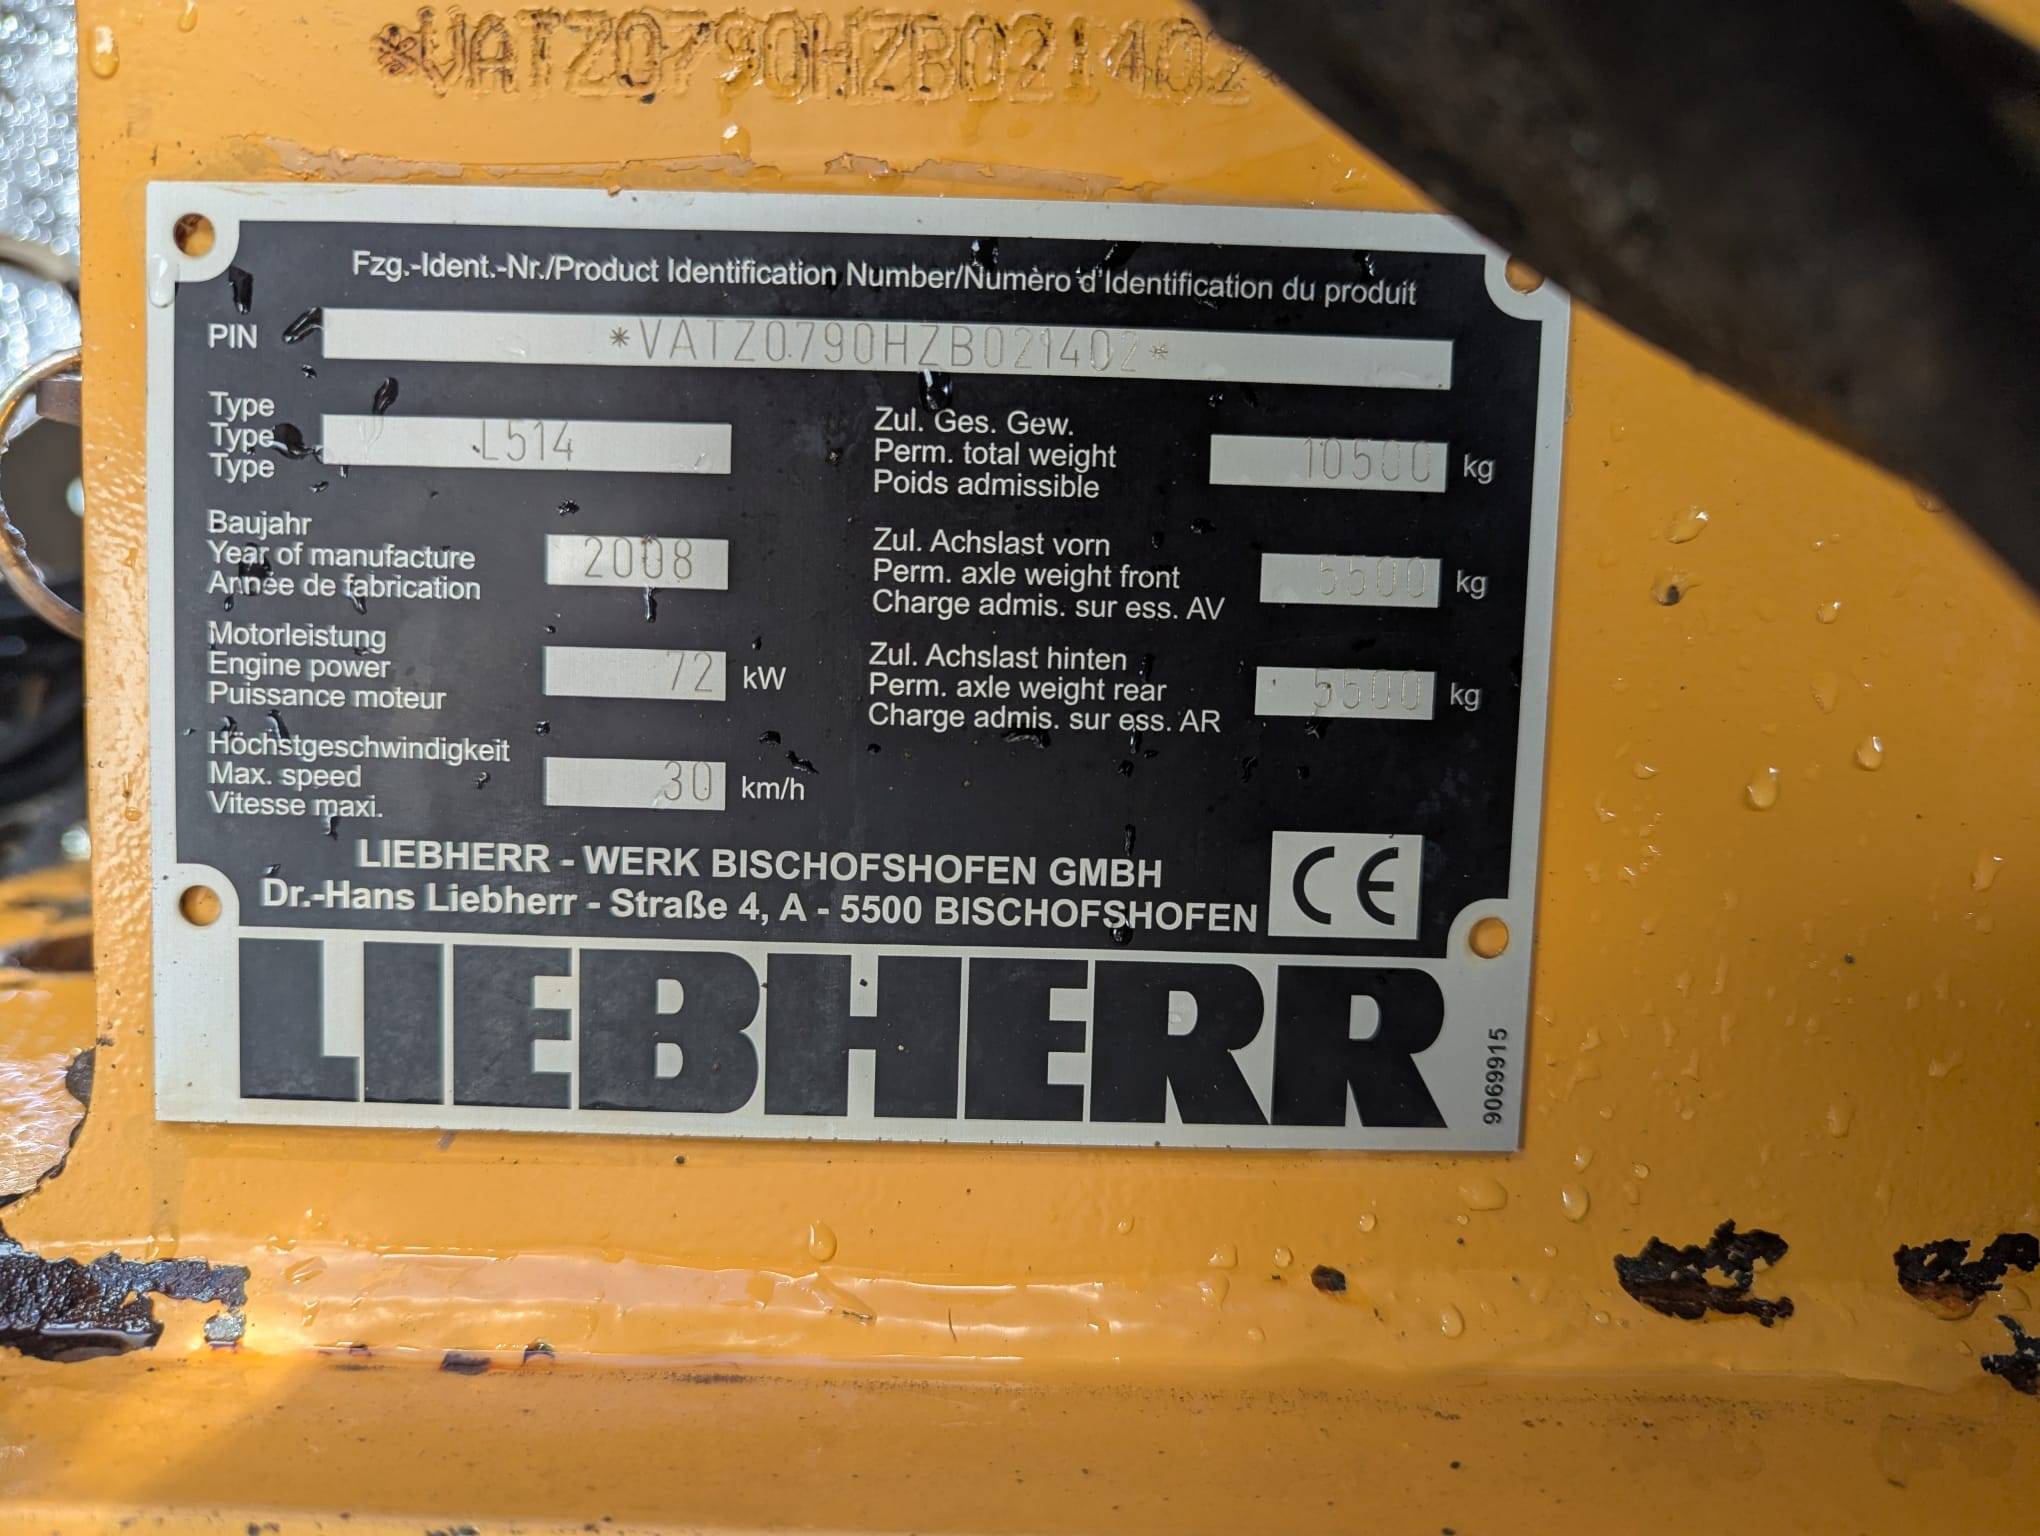 *VATZ0790HZB021402*
Fzg.-Ident.-Nr./Product Identification Number/Numèro d'Identification du produit
PIN *VATZ0790HZB021402*
Type
Type L514
Type
Zul. Ges. Gew.
Perm. total weight 10500 kg
Poids admissible
Baujahr
Year of manufacture 2008
Année de fabrication
Zul. Achslast vorn
Perm. axle weight front 5500 kg
Charge admis. sur ess. AV
Motorleistung
Engine power 72 kW
Puissance moteur
Zul. Achslast hinten
Perm. axle weight rear 5500 kg
Charge admis. sur ess. AR
Höchstgeschwindigkeit
Max. speed 30 km/h
Vitesse maxi.
LIEBHERR - WERK BISCHOFSHOFEN GMBH
Dr.-Hans Liebherr - Straße 4, A - 5500 BISCHOFSHOFEN
CE
LIEBHERR
9069915